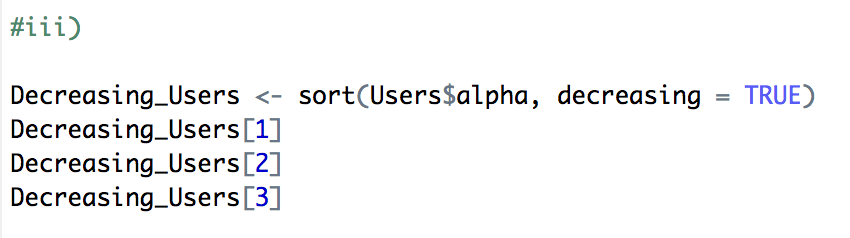 #iii)
Decreasing_Users <- sort(Users$alpha, decreasing = TRUE)
Decreasing_Users[1]
Decreasing_Users[2]
Decreasing_Users[3]